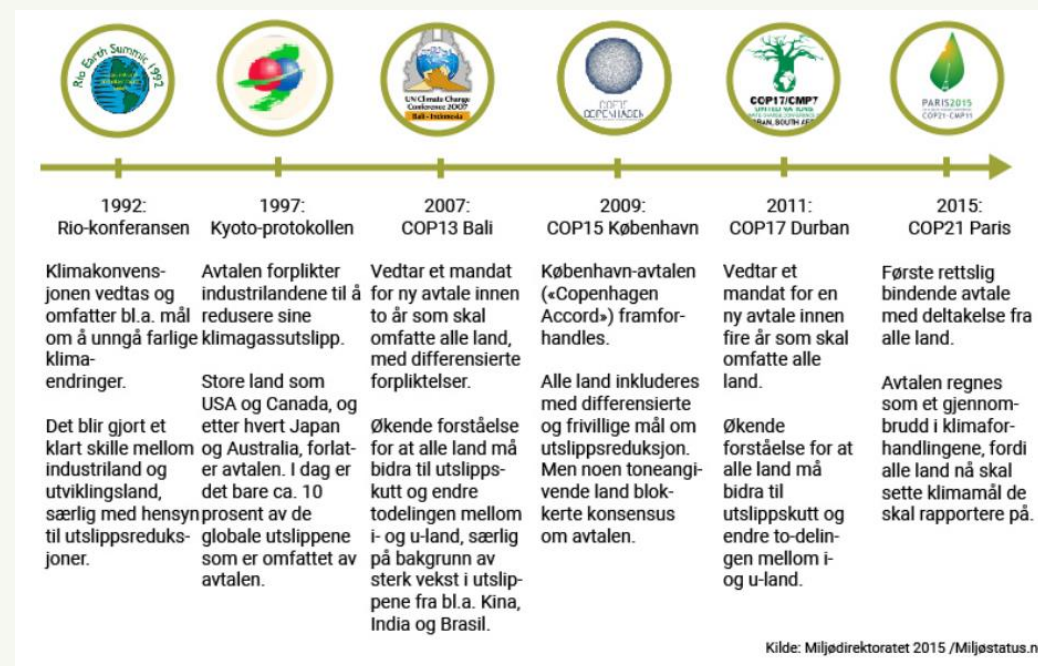 Rio Earth Summit 1992
UN Climate Change
Conference 2007
Bali - Indonesia
COP15
COPENHAGEN
COP17/CMP7
UNITED NATIONS
PARIS2015
COP21·CMP11
1992:
Rio-konferansen
Klimakonvens-
jonen vedtas og
omfatter bl.a. mål
om å unngå farlige
klima-
endringer.
Det blir gjort et
klart skille mellom
industriland og
utviklingsland,
særlig med hensyn
til utslippsreduks-
joner.
1997:
Kyoto-protokollen
Avtalen forplikter
industrilandene til å
redusere sine
klimagassutslipp.
Store land som
USA og Canada, og
etter hvert Japan
og Australia, forlat-
er avtalen. I dag er
det bare ca. 10
prosent av de
globale utslippene
som er omfattet av
avtalen.
2007:
COP13 Bali
Vedtar et mandat
for ny avtale innen
to år som skal
omfatte alle land,
med differensierte
forpliktelser.
Økende forståelse
for at alle land må
bidra til utslipps-
kutt og endre
todelingen mellom
i- og u-land, særlig
på bakgrunn av
sterk vekst i utslip-
pene fra bl.a. Kina,
India og Brasil.
2009:
COP15 København
København-avtalen
(«Copenhagen
Accord») framfor-
handles.
Alle land inkluderes
med differensierte
og frivillige mål om
utslippsreduksjon.
Men noen toneangi-
vende land blok-
kerte konsensus
om avtalen.
2011:
COP17 Durban
Vedtar et
mandat for en
ny avtale innen
fire år som skal
omfatte alle
land.
Økende
forståelse for at
alle land må
bidra til
utslippskutt og
endre to-delin-
gen mellom i-
og u-land.
2015:
COP21 Paris
Første rettslig
bindende avtale
med deltakelse fra
alle land.
Avtalen regnes
som et gjennom-
brudd i klimafor-
handlingene, fordi
alle land nå skal
sette klimamål de
skal rapportere på.
Kilde: Miljødirektoratet 2015 /Miljøstatus.n